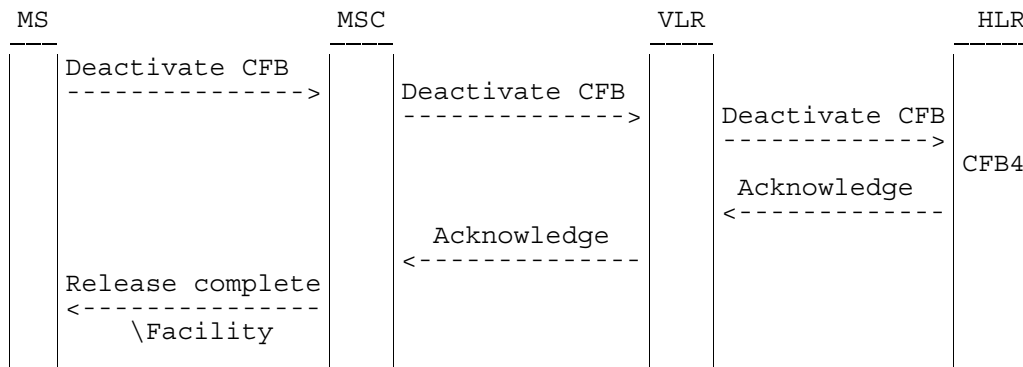 MS MSC VLR HLR
Deactivate CFB
--------------->
Deactivate CFB
-------------->
Deactivate CFB
------------->
CFB4
Acknowledge
<-------------
Acknowledge
<--------------
Release complete
<---------------
\Facility